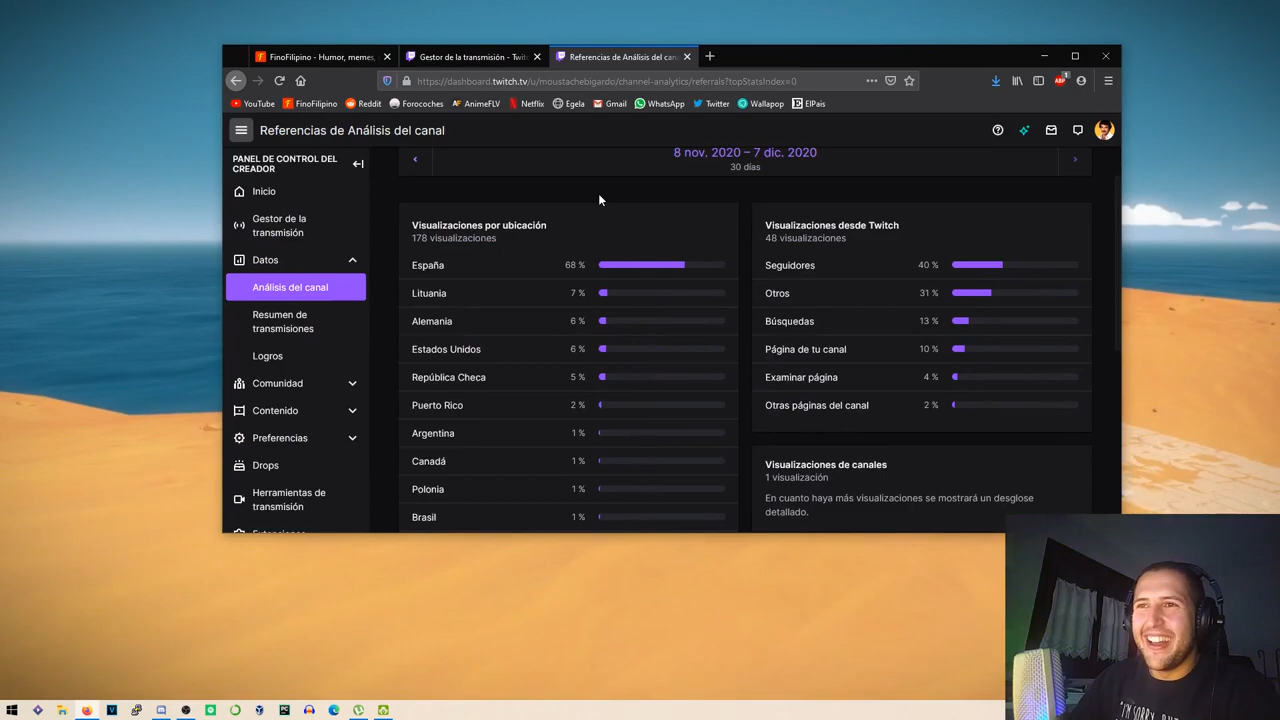 FinoFilipino - Humor, memes,
Gestor de la transmisión - Twitc
Referencias de Análisis del cana
https://dashboard.twitch.tv/u/moustachebigardo/channel-analytics/referrals?topStatsIndex=0
ABP
1
YouTube
FinoFilipino
Reddit
Forocoches
AnimeFLV
Netflix
Egela
Gmail
WhatsApp
Twitter
Wallapop
ElPais
Referencias de Análisis del canal
PANEL DE CONTROL DEL
CREADOR
Inicio
Gestor de la
transmisión
Datos
Análisis del canal
Resumen de
transmisiones
Logros
Comunidad
Contenido
Preferencias
Drops
Herramientas de
transmisión
8 nov. 2020 – 7 dic. 2020
30 días
Visualizaciones por ubicación
178 visualizaciones
España 68 %
Lituania 7 %
Alemania 6 %
Estados Unidos 6 %
República Checa 5 %
Puerto Rico 2 %
Argentina 1 %
Canadá 1 %
Polonia 1 %
Brasil 1 %
Visualizaciones desde Twitch
48 visualizaciones
Seguidores 40 %
Otros 31 %
Búsquedas 13 %
Página de tu canal 10 %
Examinar página 4 %
Otras páginas del canal 2 %
Visualizaciones de canales
1 visualización
En cuanto haya más visualizaciones se mostrará un desglose
detallado.
"I'M SORRY,